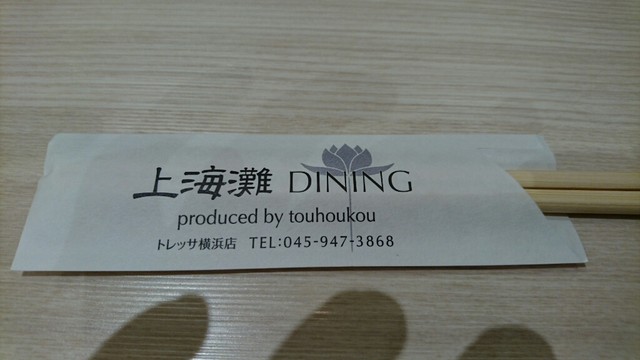 上海灘 DINING
produced by touhoukou
トレッサ横浜店 TEL:045-947-3868